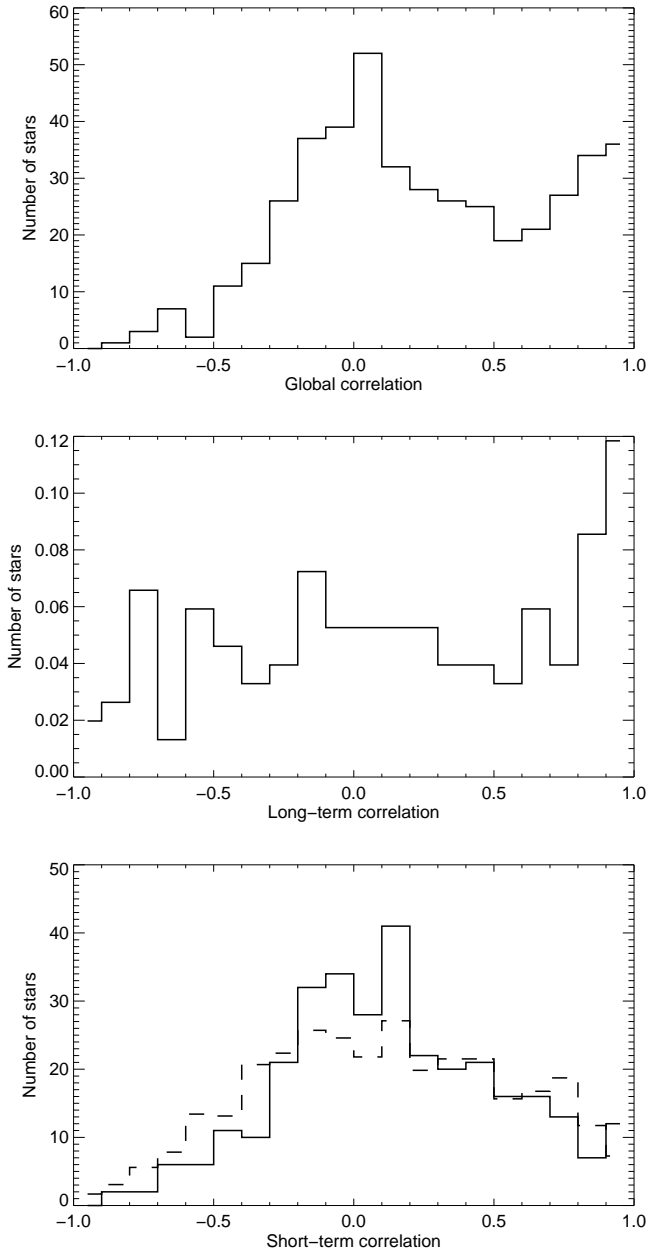 60
50
40
30
20
10
0
Number of stars
−1.0 −0.5 0.0 0.5 1.0
Global correlation
0.12
0.10
0.08
0.06
0.04
0.02
0.00
Number of stars
−1.0 −0.5 0.0 0.5 1.0
Long−term correlation
50
40
30
20
10
0
Number of stars
−1.0 −0.5 0.0 0.5 1.0
Short−term correlation